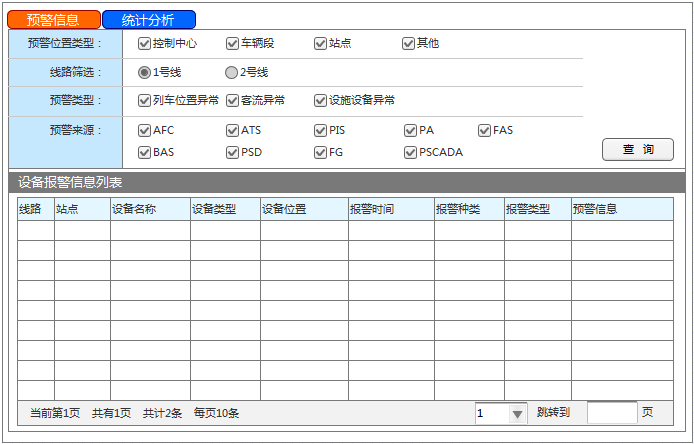 预警信息 统计分析
预警位置类型： 控制中心 车辆段 站点 其他
线路筛选： 1号线 2号线
预警类型： 列车位置异常 客流异常 设施设备异常
预警来源： AFC ATS PIS PA FAS
BAS PSD FG PSCADA
查 询
设备报警信息列表
线路 站点 设备名称 设备类型 设备位置 报警时间 报警种类 报警类型 预警信息
当前第1页 共有1页 共计2条 每页10条 1 跳转到 页